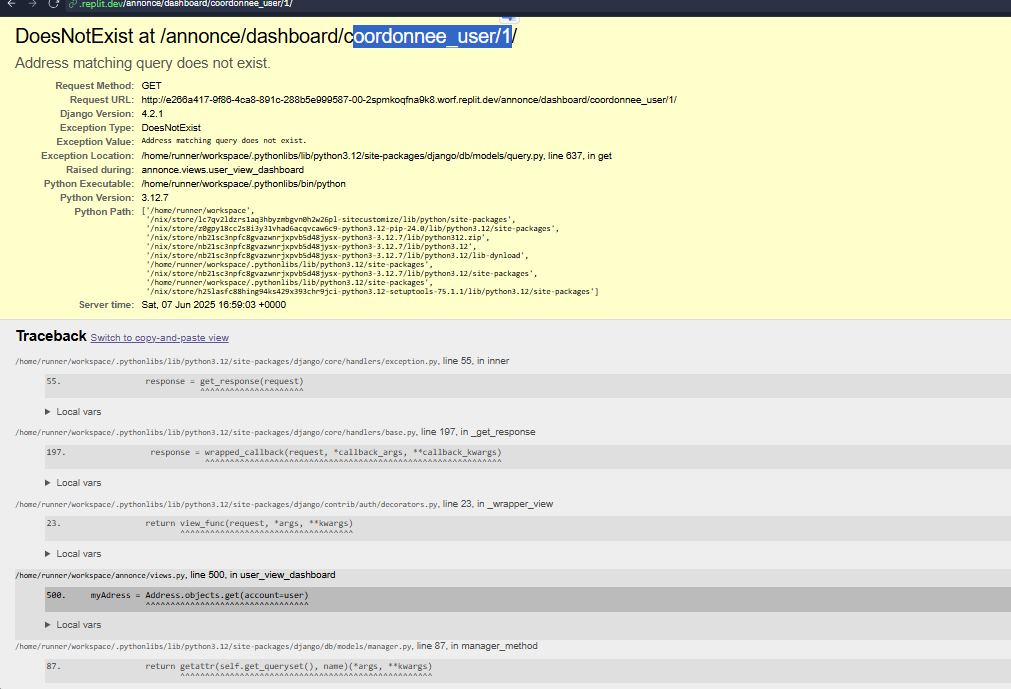 .replit.dev/annonce/dashboard/coordonnee_user/1/
DoesNotExist at /annonce/dashboard/coordonnee_user/1/
Address matching query does not exist.
Request Method: GET
Request URL: http://e266a417-9f86-4ca8-891c-288b5e999587-00-2spmkoqfna9k8.worf.replit.dev/annonce/dashboard/coordonnee_user/1/
Django Version: 4.2.1
Exception Type: DoesNotExist
Exception Value: Address matching query does not exist.
Exception Location: /home/runner/workspace/.pythonlibs/lib/python3.12/site-packages/django/db/models/query.py, line 637, in get
Raised during: annonce.views.user_view_dashboard
Python Executable: /home/runner/workspace/.pythonlibs/bin/python
Python Version: 3.12.7
Python Path: ['/home/runner/workspace',
'/nix/store/lc7qv2ldzrs1aq3hbyzmbgvn0h2w26pl-sitecustomize/lib/python/site-packages',
'/nix/store/z0gpy18cc2s8i3y31vhad6acqvcaw6c9-python3.12-pip-24.0/lib/python3.12/site-packages',
'/nix/store/nb21sc3npfc8gvazwnrjxpvb5d48jysx-python3-3.12.7/lib/python312.zip',
'/nix/store/nb21sc3npfc8gvazwnrjxpvb5d48jysx-python3-3.12.7/lib/python3.12',
'/nix/store/nb21sc3npfc8gvazwnrjxpvb5d48jysx-python3-3.12.7/lib/python3.12/lib-dynload',
'/home/runner/workspace/.pythonlibs/lib/python3.12/site-packages',
'/nix/store/nb21sc3npfc8gvazwnrjxpvb5d48jysx-python3-3.12.7/lib/python3.12/site-packages',
'/home/runner/workspace/.pythonlibs/lib/python3.12/site-packages',
'/nix/store/h25lasfc88hing94ks429x393chr9jci-python3.12-setuptools-75.1.1/lib/python3.12/site-packages']
Server time: Sat, 07 Jun 2025 16:59:03 +0000
Traceback Switch to copy-and-paste view
/home/runner/workspace/.pythonlibs/lib/python3.12/site-packages/django/core/handlers/exception.py, line 55, in inner
55. response = get_response(request)
^^^^^^^^^^^^^^^^^^^^^
Local vars
/home/runner/workspace/.pythonlibs/lib/python3.12/site-packages/django/core/handlers/base.py, line 197, in _get_response
197. response = wrapped_callback(request, *callback_args, **callback_kwargs)
^^^^^^^^^^^^^^^^^^^^^^^^^^^^^^^^^^^^^^^^^^^^^^^^^^^^^^^^^^^^^
Local vars
/home/runner/workspace/.pythonlibs/lib/python3.12/site-packages/django/contrib/auth/decorators.py, line 23, in _wrapper_view
23. return view_func(request, *args, **kwargs)
^^^^^^^^^^^^^^^^^^^^^^^^^^^^^^^^^^^
Local vars
/home/runner/workspace/annonce/views.py, line 500, in user_view_dashboard
500. myAdress = Address.objects.get(account=user)
^^^^^^^^^^^^^^^^^^^^^^^^^^^^^^^^^
Local vars
/home/runner/workspace/.pythonlibs/lib/python3.12/site-packages/django/db/models/manager.py, line 87, in manager_method
87. return getattr(self.get_queryset(), name)(*args, **kwargs)
^^^^^^^^^^^^^^^^^^^^^^^^^^^^^^^^^^^^^^^^^^^^^^^^^^^